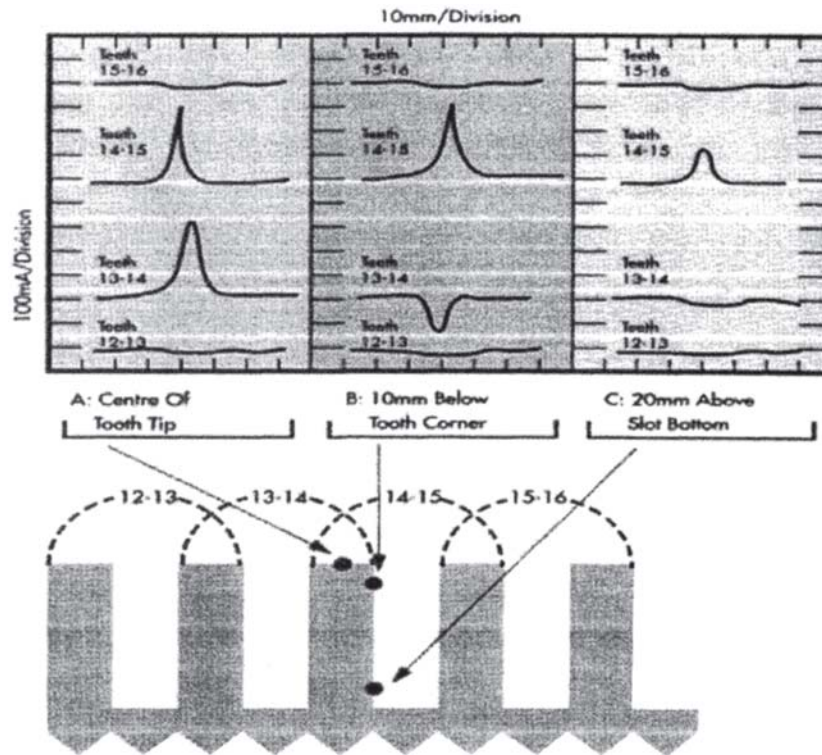 10mm/Division
Teeth
15-16
Teeth
15-16
Teeth
15-16
Teeth
14-15
Teeth
14-15
Teeth
14-15
100mA/Division
Teeth
13-14
Teeth
13-14
Teeth
13-14
Teeth
12-13
Teeth
12-13
Teeth
12-13
A: Centre Of
Tooth Tip
B: 10mm Below
Tooth Corner
C: 20mm Above
Slot Bottom
12-13
13-14
14-15
15-16